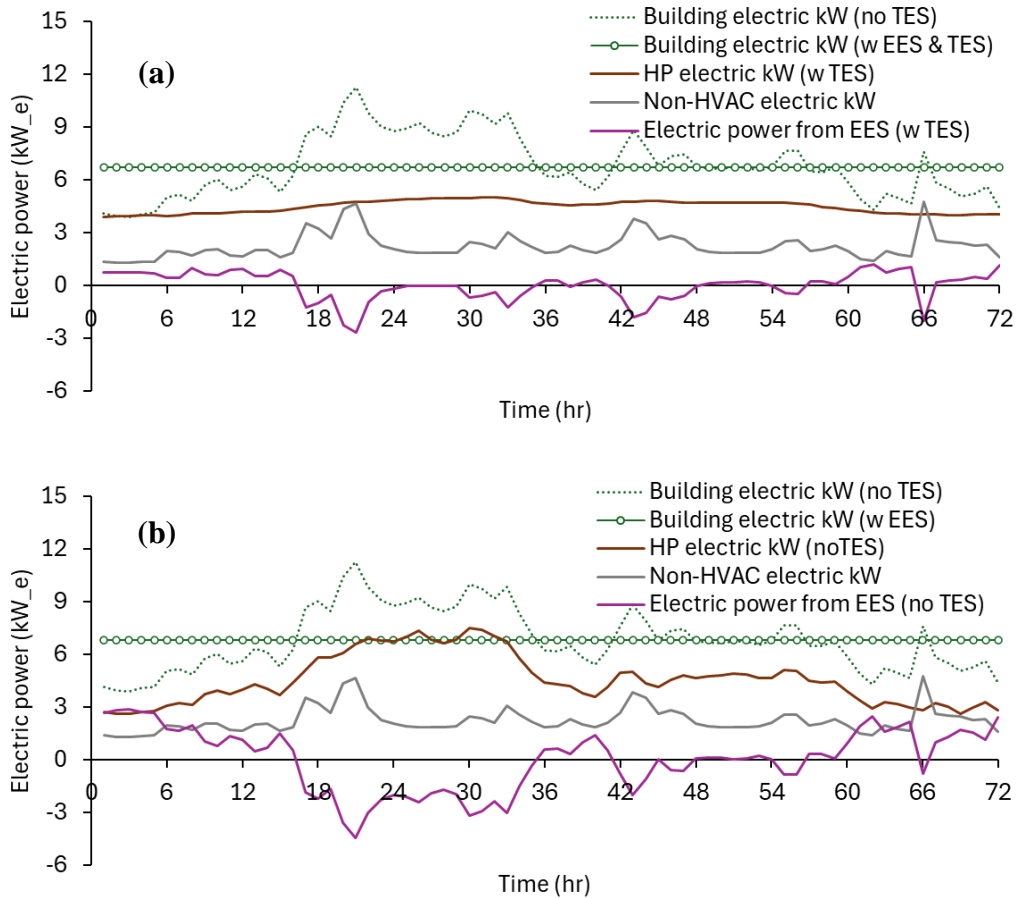 15
12
9
6
3
0
-3
-6
Electric power (kW_e)
(a)
Building electric kW (no TES)
Building electric kW (w EES & TES)
HP electric kW (w TES)
Non-HVAC electric kW
Electric power from EES (w TES)
0 6 12 18 24 30 36 42 48 54 60 66 72
Time (hr)
15
12
9
6
3
0
-3
-6
Electric power (kW_e)
(b)
Building electric kW (no TES)
Building electric kW (w EES)
HP electric kW (noTES)
Non-HVAC electric kW
Electric power from EES (no TES)
0 6 12 18 24 30 36 42 48 54 60 66 72
Time (hr)